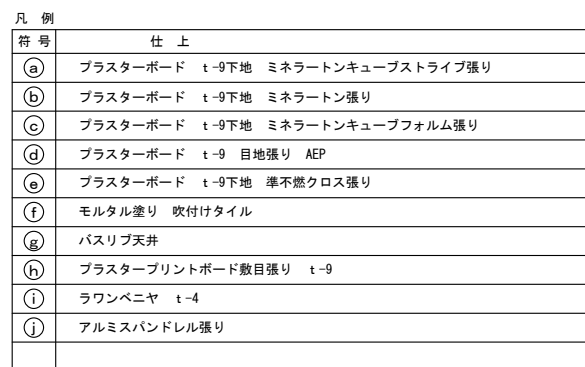 凡 例
符 号 仕 上
ⓐ プラスターボード t-9下地 ミネラートンキューブストライプ張り
ⓑ プラスターボード t-9下地 ミネラートン張り
ⓒ プラスターボード t-9下地 ミネラートンキューブフォルム張り
ⓓ プラスターボード t-9 目地張り AEP
ⓔ プラスターボード t-9下地 準不燃クロス張り
ⓕ モルタル塗り 吹付けタイル
ⓖ バスリブ天井
ⓗ プラスタープリントボード敷目張り t-9
ⓘ ラワンベニヤ t-4
ⓙ アルミスパンドレル張り